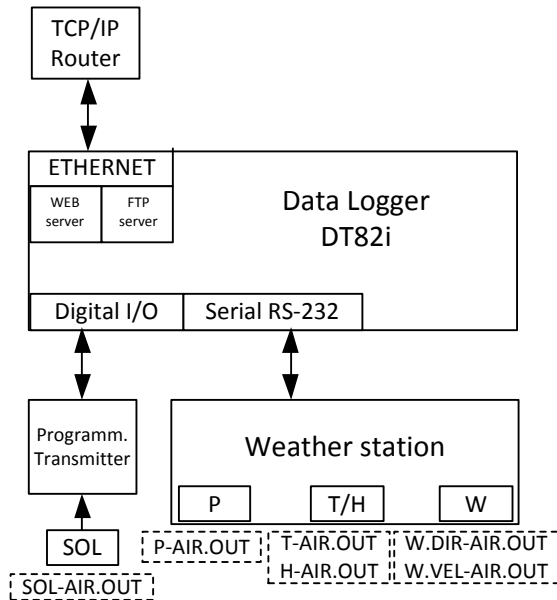 TCP/IP
Router
ETHERNET
WEB
server
FTP
server
Data Logger
DT82i
Digital I/O
Serial RS-232
Programm.
Transmitter
Weather station
P
T/H
W
SOL
P-AIR.OUT
T-AIR.OUT
H-AIR.OUT
W.DIR-AIR.OUT
W.VEL-AIR.OUT
SOL-AIR.OUT